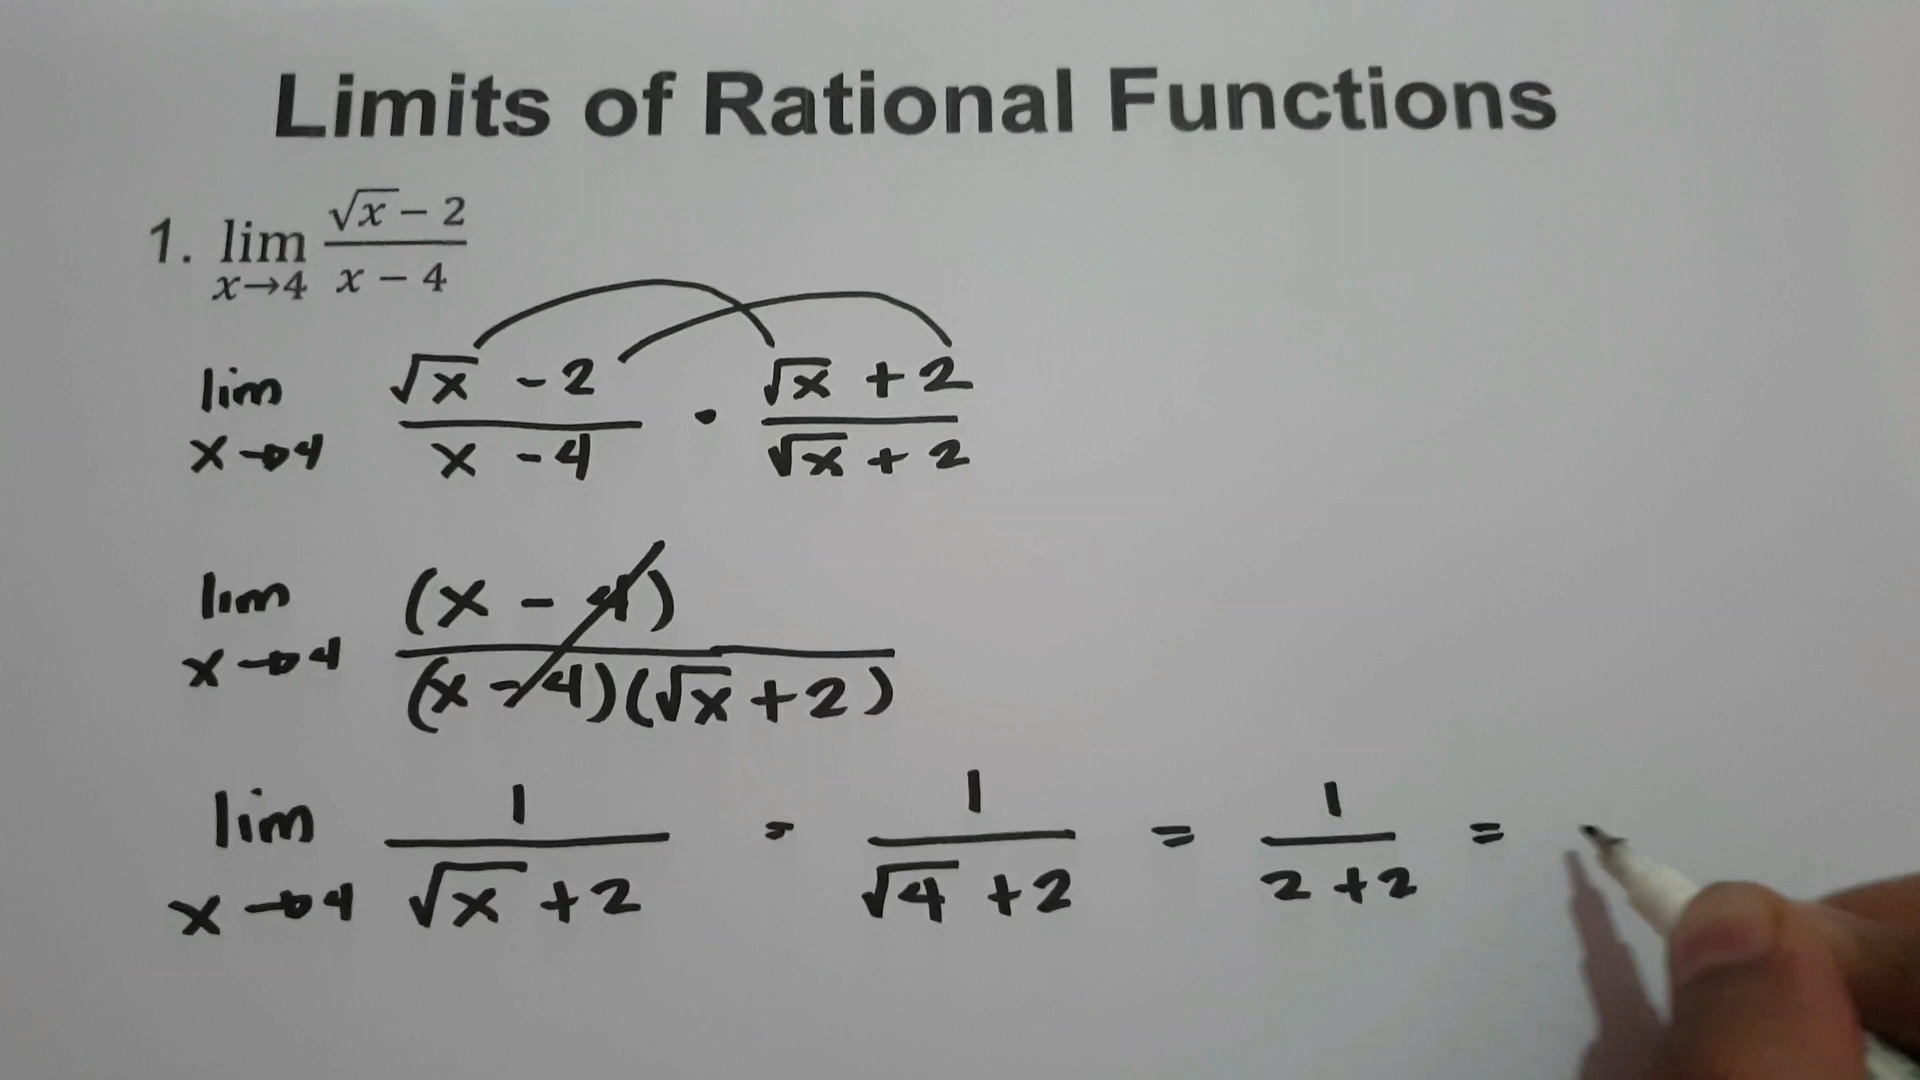 Limits of Rational Functions
1. lim x→4 (√x − 2)/(x − 4)
lim x→4 (√x − 2)/(x − 4) · (√x + 2)/(√x + 2)
lim x→4 (x − 4)/((x − 4)(√x + 2))
lim x→4 1/(√x + 2) = 1/(√4 + 2) = 1/(2 + 2) =